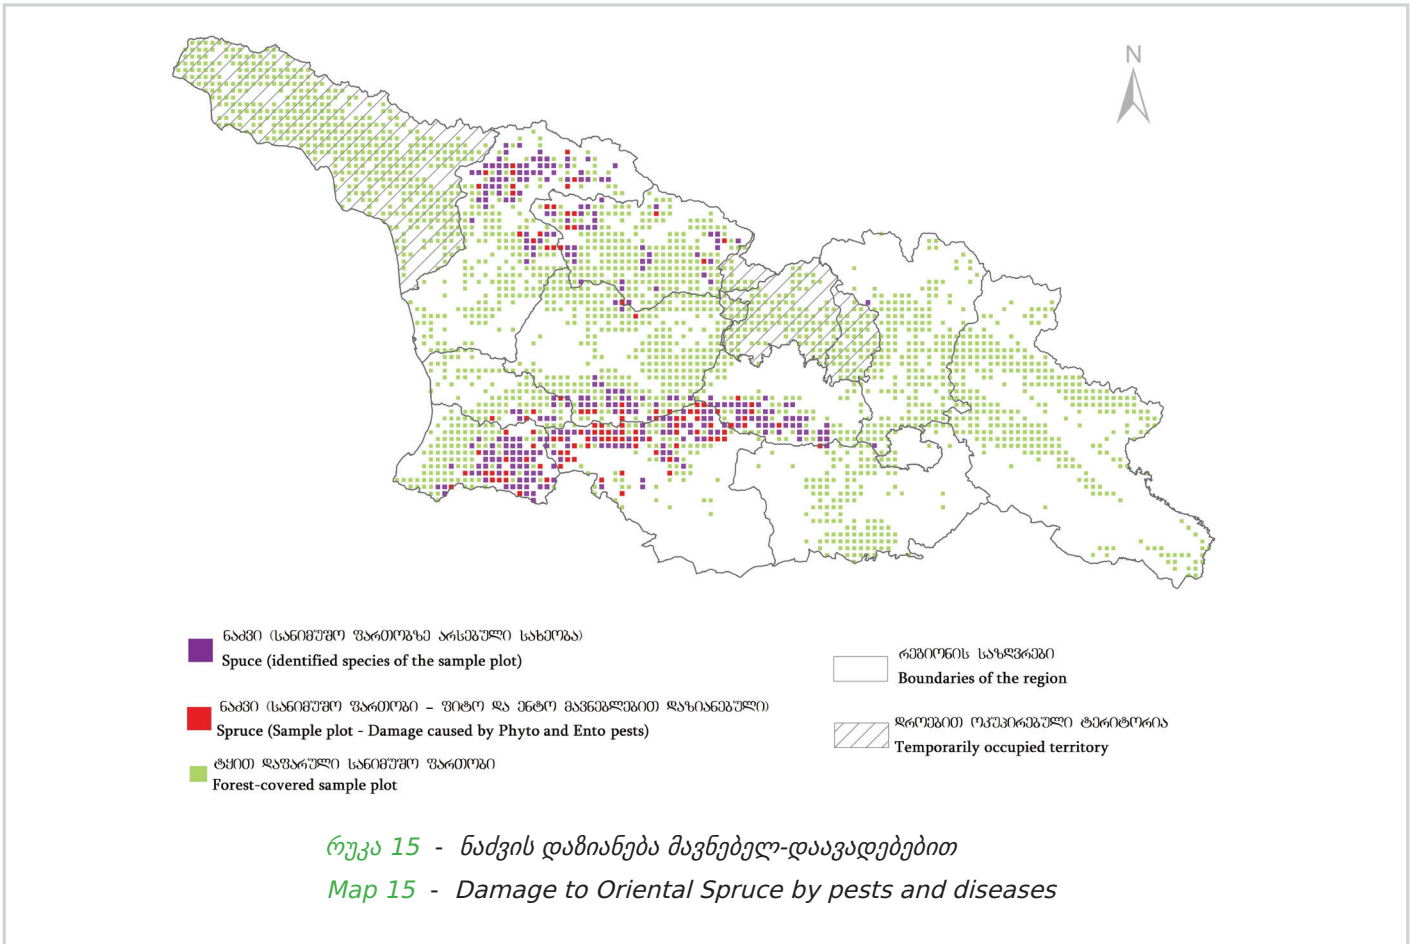 N
ნაძვი (სანიმუშო ფართობზე არსებული სახეობა)
Spuce (identified species of the sample plot)
ნაძვი (სანიმუშო ფართობი – ფიტო და ენტო მავნებლებით დაზიანებული)
Spruce (Sample plot - Damage caused by Phyto and Ento pests)
ტყით დაფარული სანიმუშო ფართობი
Forest-covered sample plot
რეგიონის საზღვრები
Boundaries of the region
დროებით ოკუპირებული ტერიტორია
Temporarily occupied territory
რუკა 15 - ნაძვის დაზიანება მავნებელ-დაავადებებით
Map 15 - Damage to Oriental Spruce by pests and diseases